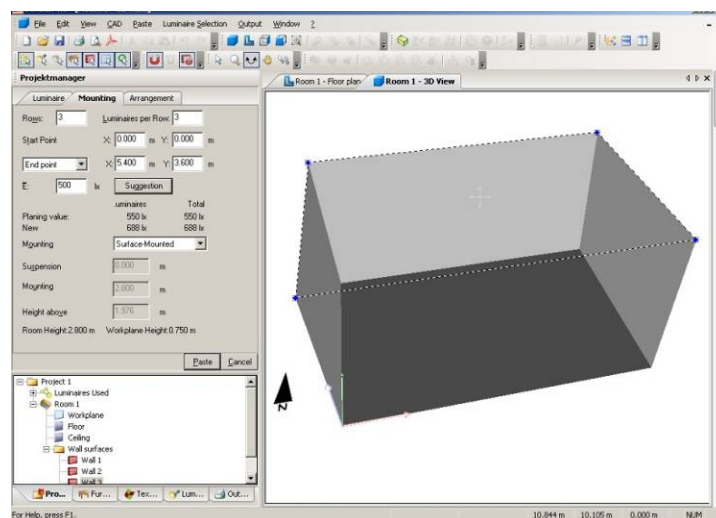 File Edit View CAD Paste Luminaire Selection Output Window ?
Projektmanager
Luminaire Mounting Arrangement
Rows: 3 Luminaires per Row: 3
Start Point X: 0.000 m Y: 0.000 m
End point X: 5.400 m Y: 3.600 m
E: 500 lx Suggestion
.uminaires Total
Planing value: 550 lx 550 lx
New 688 lx 688 lx
Mounting Surface-Mounted
Suspension 0.000 m
Mounting 2.800 m
Height above 1.976 m
Room Height:2.800 m Workplane Height:0.750 m
Paste Cancel
Project 1
Luminaires Used
Room 1
Workplane
Floor
Ceiling
Wall surfaces
Wall 1
Wall 2
Wall 3
Pro... Fur... Tex... Lum... Out...
Room 1 - Floor plan Room 1 - 3D View
N
For Help, press F1. 10.844 m 10.105 m 0.000 m NUM